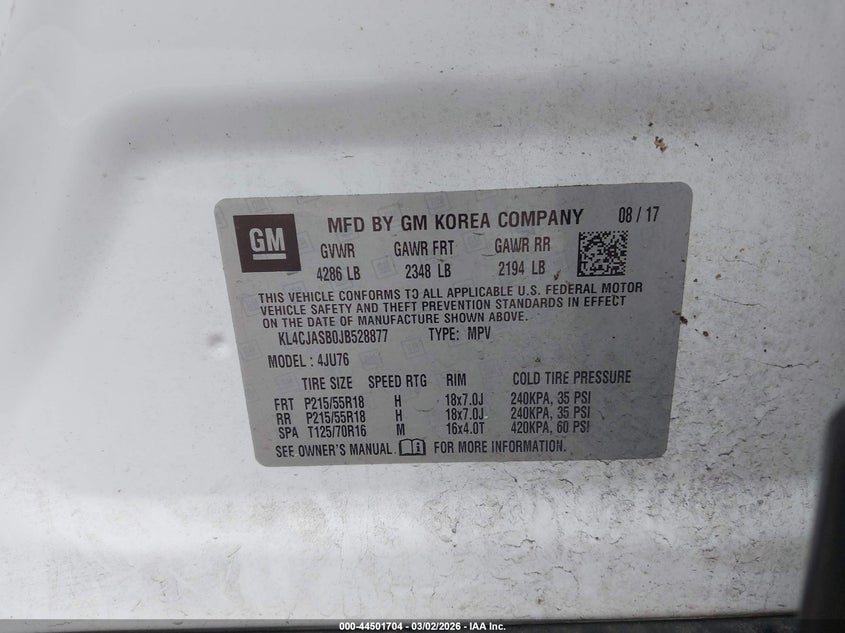 GM
MFD BY GM KOREA COMPANY 08 / 17
GVWR GAWR FRT GAWR RR
4286 LB 2348 LB 2194 LB
THIS VEHICLE CONFORMS TO ALL APPLICABLE U.S. FEDERAL MOTOR
VEHICLE SAFETY AND THEFT PREVENTION STANDARDS IN EFFECT
ON THE DATE OF MANUFACTURE SHOWN ABOVE.
KL4CJASB0JB528877 TYPE: MPV
MODEL : 4JU76
TIRE SIZE SPEED RTG RIM COLD TIRE PRESSURE
FRT P215/55R18 H 18x7.0J 240KPA, 35 PSI
RR P215/55R18 H 18x7.0J 240KPA, 35 PSI
SPA T125/70R16 M 16x4.0T 420KPA, 60 PSI
SEE OWNER'S MANUAL FOR MORE INFORMATION.
000-44501704 - 03/02/2026 - IAA Inc.